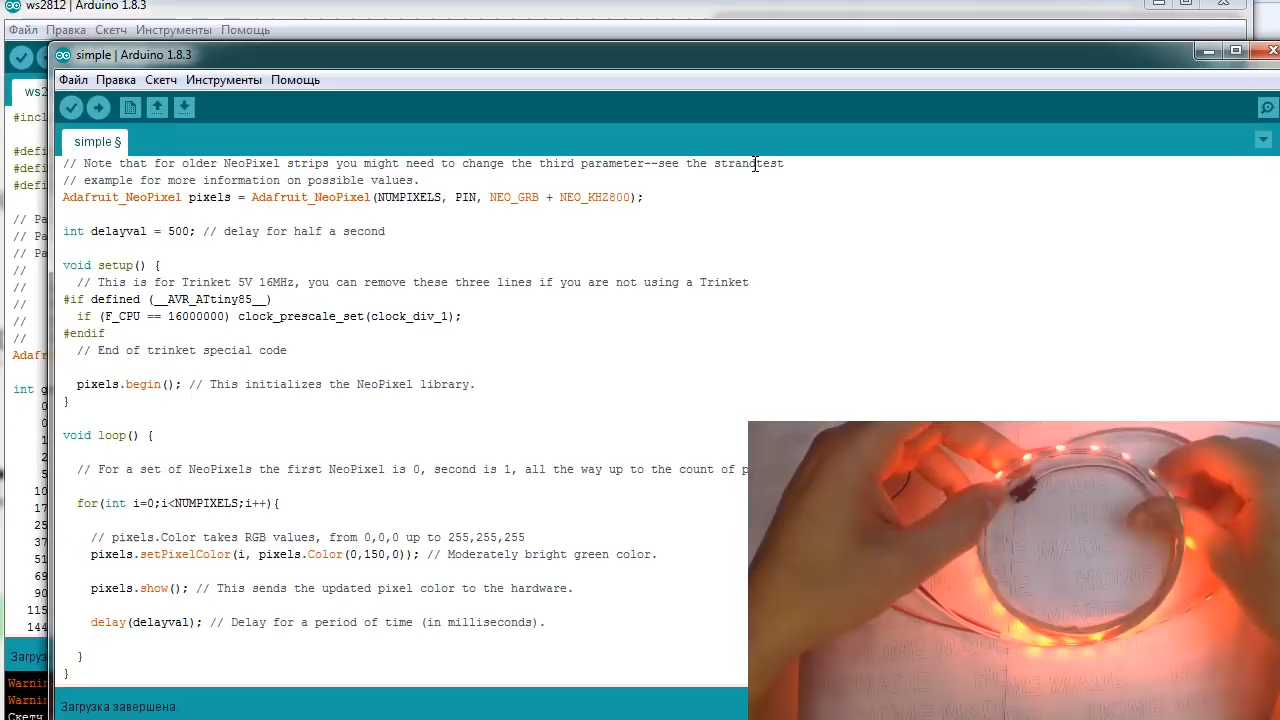 ws2812 | Arduino 1.8.3
Файл Правка Скетч Инструменты Помощь
simple | Arduino 1.8.3
Файл Правка Скетч Инструменты Помощь
ws2
simple §
#incl
#defi
#defi
#defi
// Pa
// Pa
// Pa
//
//
//
//
//
Adaf
int g
0
0
1
2
5
10
17
25
37
51
69
90
115
144
// Note that for older NeoPixel strips you might need to change the third parameter--see the strandtest
// example for more information on possible values.
Adafruit_NeoPixel pixels = Adafruit_NeoPixel(NUMPIXELS, PIN, NEO_GRB + NEO_KHZ800);
int delayval = 500; // delay for half a second
void setup() {
// This is for Trinket 5V 16MHz, you can remove these three lines if you are not using a Trinket
#if defined (__AVR_ATtiny85__)
if (F_CPU == 16000000) clock_prescale_set(clock_div_1);
#endif
// End of trinket special code
pixels.begin(); // This initializes the NeoPixel library.
}
void loop() {
// For a set of NeoPixels the first NeoPixel is 0, second is 1, all the way up to the count of p
for(int i=0;i<NUMPIXELS;i++){
// pixels.Color takes RGB values, from 0,0,0 up to 255,255,255
pixels.setPixelColor(i, pixels.Color(0,150,0)); // Moderately bright green color.
pixels.show(); // This sends the updated pixel color to the hardware.
delay(delayval); // Delay for a period of time (in milliseconds).
}
}
Загруз
Warnin
Warnin
Скетч
Загрузка завершена.
HOME MADE